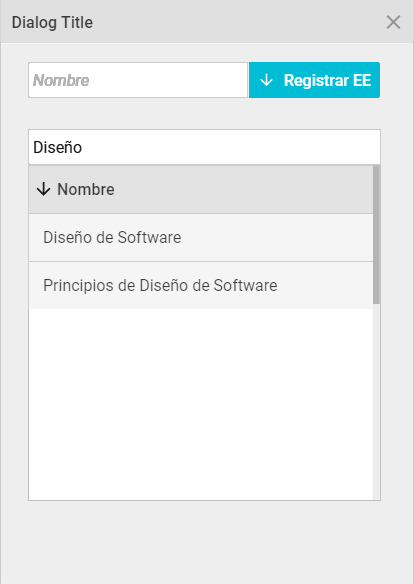 Dialog Title
Nombre
Registrar EE
Diseño
Nombre
Diseño de Software
Principios de Diseño de Software